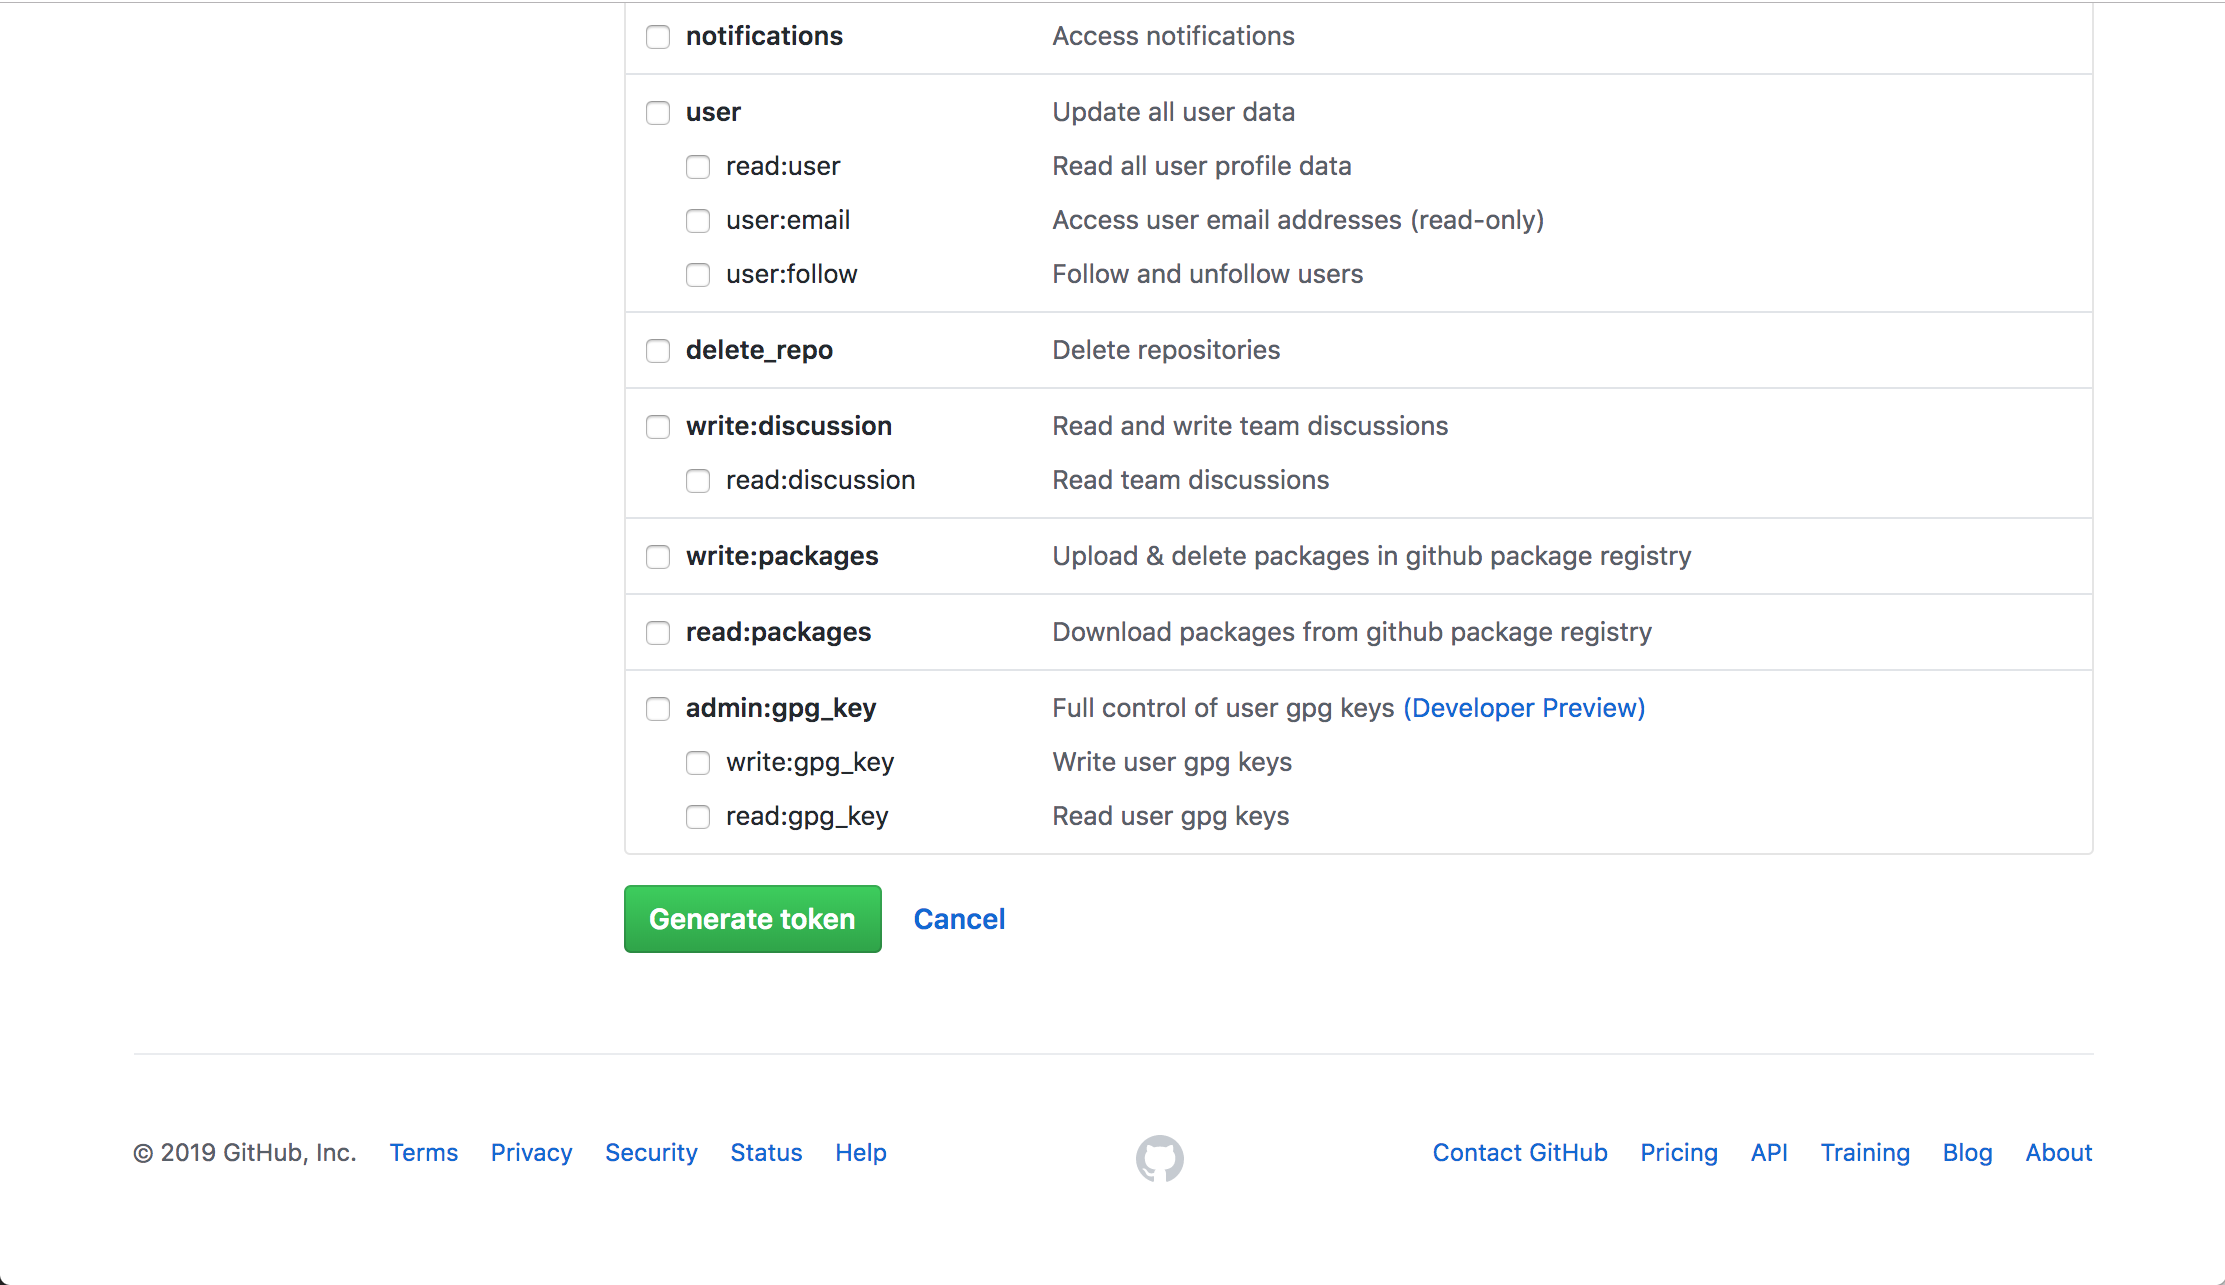 notifications Access notifications
user Update all user data
read:user Read all user profile data
user:email Access user email addresses (read-only)
user:follow Follow and unfollow users
delete_repo Delete repositories
write:discussion Read and write team discussions
read:discussion Read team discussions
write:packages Upload & delete packages in github package registry
read:packages Download packages from github package registry
admin:gpg_key Full control of user gpg keys (Developer Preview)
write:gpg_key Write user gpg keys
read:gpg_key Read user gpg keys
Generate token Cancel
© 2019 GitHub, Inc. Terms Privacy Security Status Help Contact GitHub Pricing API Training Blog About